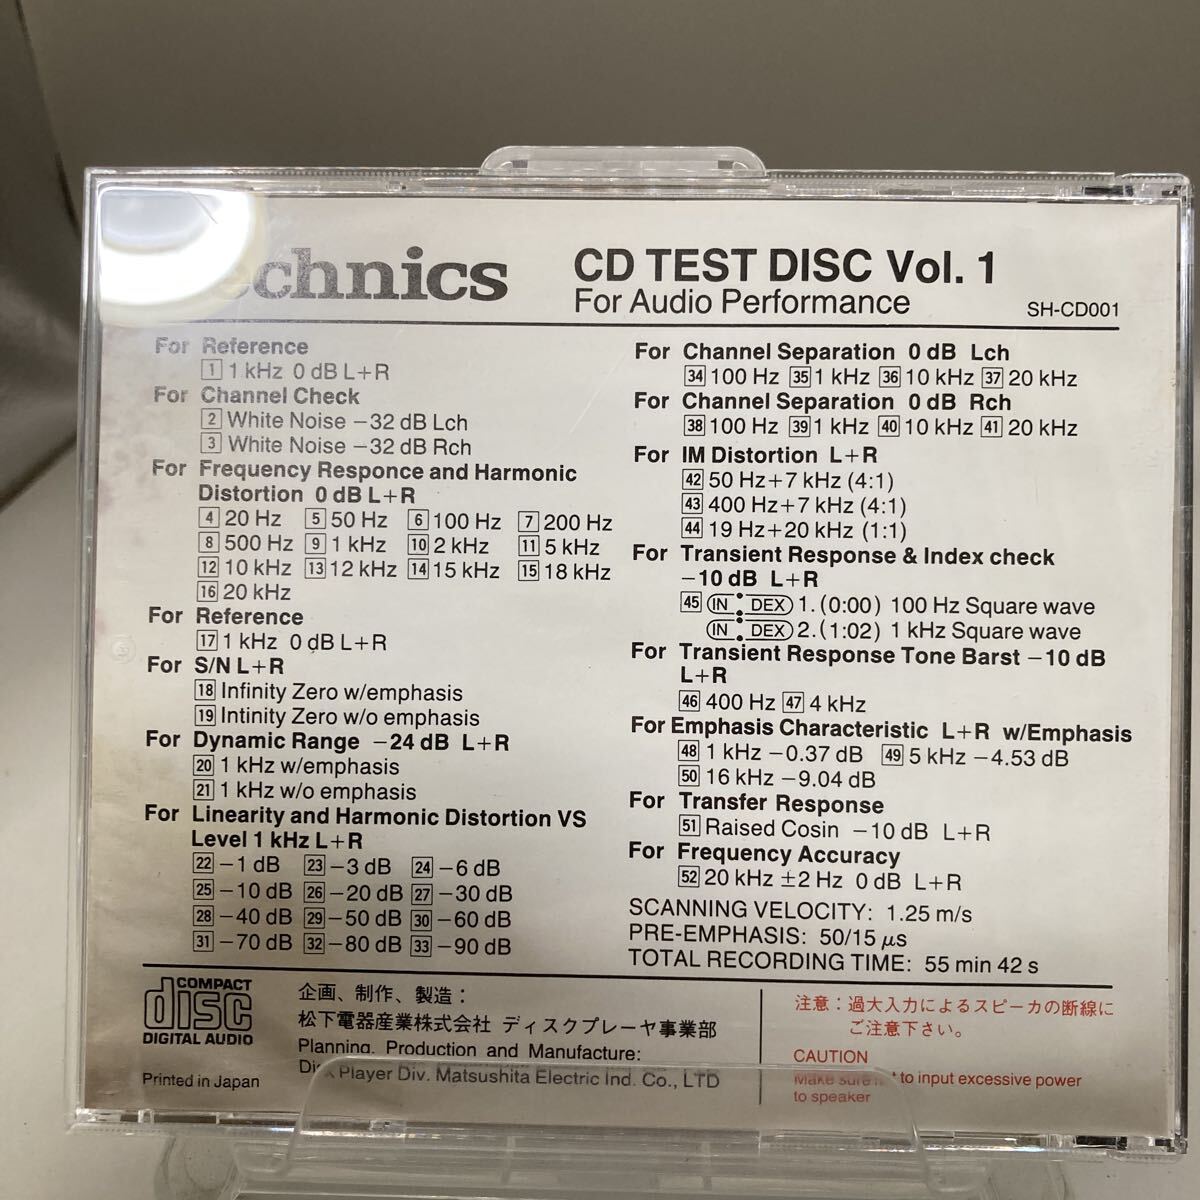 Technics
CD TEST DISC Vol. 1
For Audio Performance
SH-CD001
For Reference
1 1 kHz 0 dB L+R
For Channel Check
2 White Noise −32 dB Lch
3 White Noise −32 dB Rch
For Frequency Responce and Harmonic
Distortion 0 dB L+R
4 20 Hz 5 50 Hz 6 100 Hz 7 200 Hz
8 500 Hz 9 1 kHz 10 2 kHz 11 5 kHz
12 10 kHz 13 12 kHz 14 15 kHz 15 18 kHz
16 20 kHz
For Reference
17 1 kHz 0 dB L+R
For S/N L+R
18 Infinity Zero w/emphasis
19 Intinity Zero w/o emphasis
For Dynamic Range −24 dB L+R
20 1 kHz w/emphasis
21 1 kHz w/o emphasis
For Linearity and Harmonic Distortion VS
Level 1 kHz L+R
22 −1 dB 23 −3 dB 24 −6 dB
25 −10 dB 26 −20 dB 27 −30 dB
28 −40 dB 29 −50 dB 30 −60 dB
31 −70 dB 32 −80 dB 33 −90 dB
For Channel Separation 0 dB Lch
34 100 Hz 35 1 kHz 36 10 kHz 37 20 kHz
For Channel Separation 0 dB Rch
38 100 Hz 39 1 kHz 40 10 kHz 41 20 kHz
For IM Distortion L+R
42 50 Hz+7 kHz (4:1)
43 400 Hz+7 kHz (4:1)
44 19 Hz+20 kHz (1:1)
For Transient Response & Index check
−10 dB L+R
45 IN:DEX 1. (0:00) 100 Hz Square wave
IN:DEX 2. (1:02) 1 kHz Square wave
For Transient Response Tone Barst −10 dB
L+R
46 400 Hz 47 4 kHz
For Emphasis Characteristic L+R w/Emphasis
48 1 kHz −0.37 dB 49 5 kHz −4.53 dB
50 16 kHz −9.04 dB
For Transfer Response
51 Raised Cosin −10 dB L+R
For Frequency Accuracy
52 20 kHz ±2 Hz 0 dB L+R
SCANNING VELOCITY: 1.25 m/s
PRE-EMPHASIS: 50/15 μs
TOTAL RECORDING TIME: 55 min 42 s
COMPACT
disc
DIGITAL AUDIO
Printed in Japan
企画、制作、製造：
松下電器産業株式会社 ディスクプレーヤ事業部
Planning, Production and Manufacture:
Disk Player Div. Matsushita Electric Ind. Co., LTD
注意：過大入力によるスピーカの断線に
ご注意下さい。
CAUTION
Make sure not to input excessive power
to speaker